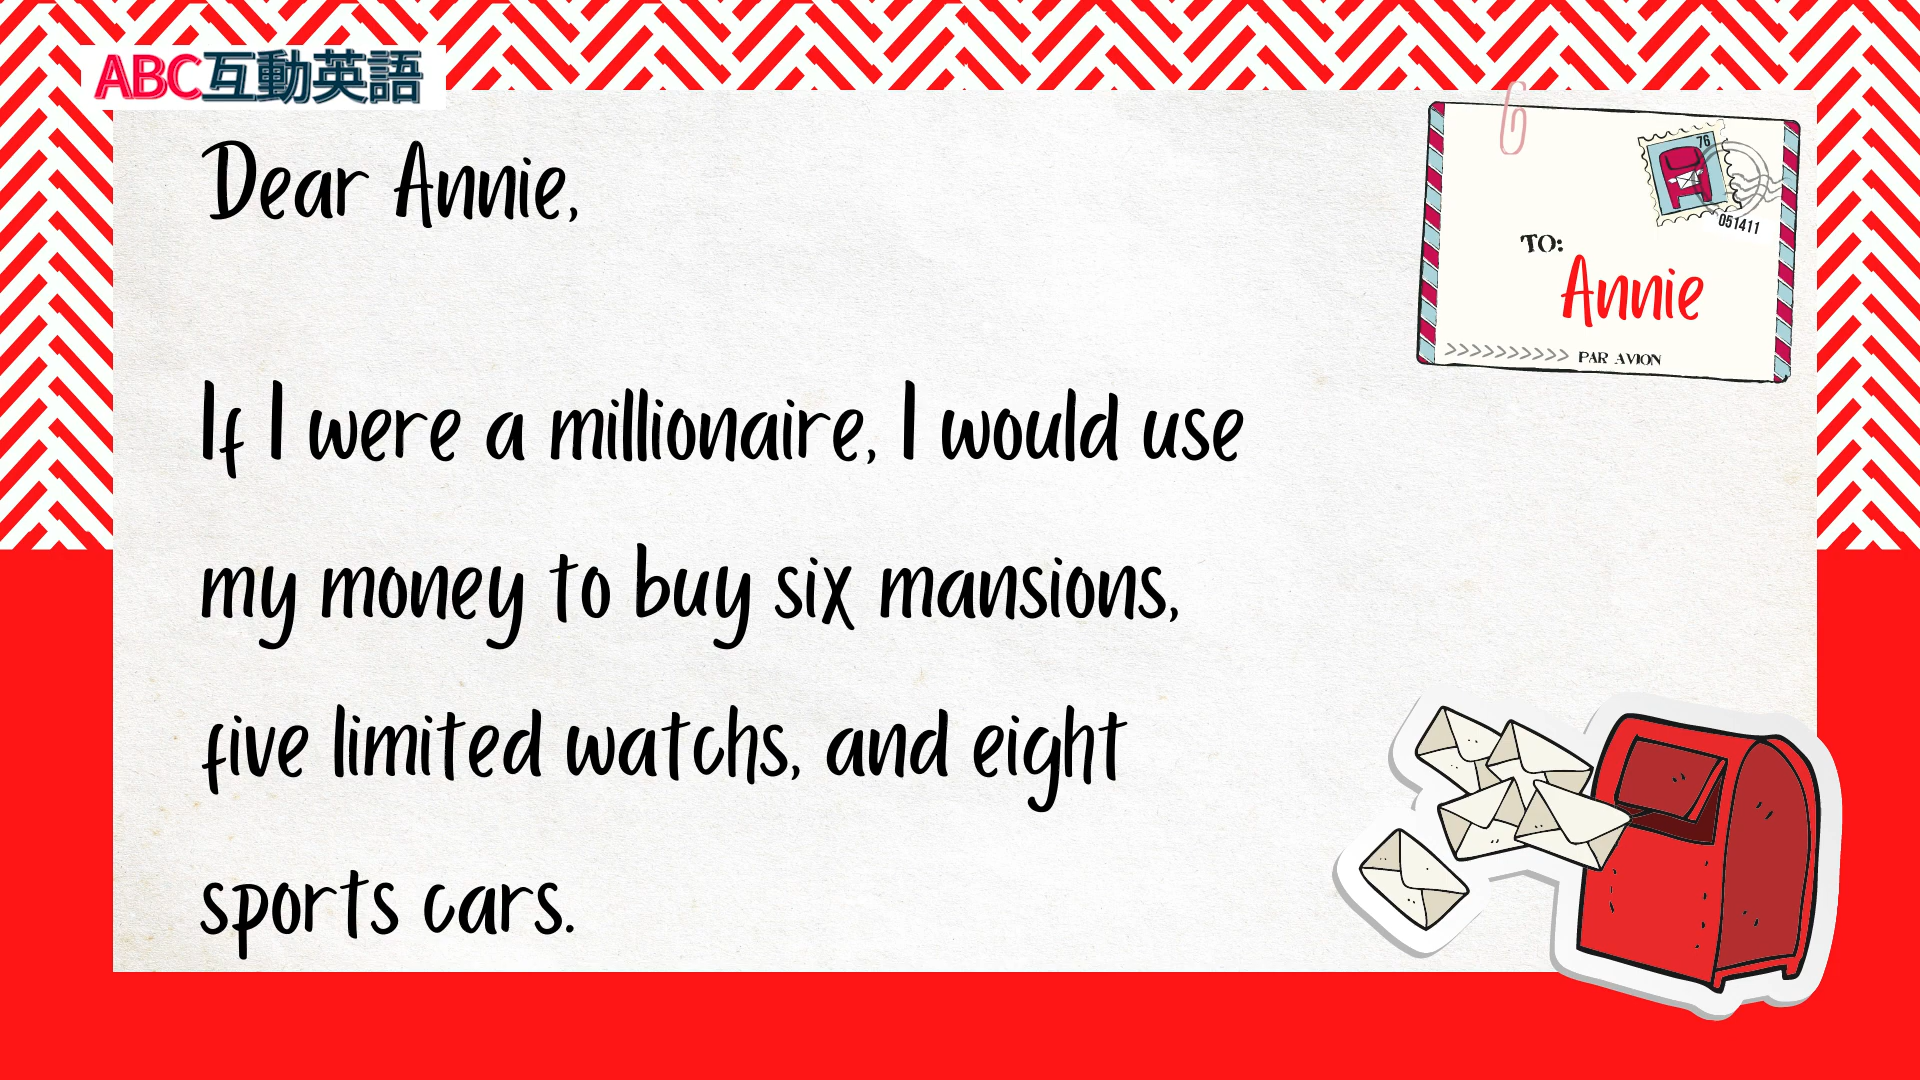 ABC互動英語
Dear Annie,
76
051411
TO:
Annie
>>>>>>>>>> PAR AVION
If I were a millionaire, I would use
my money to buy six mansions,
five limited watchs, and eight
sports cars.